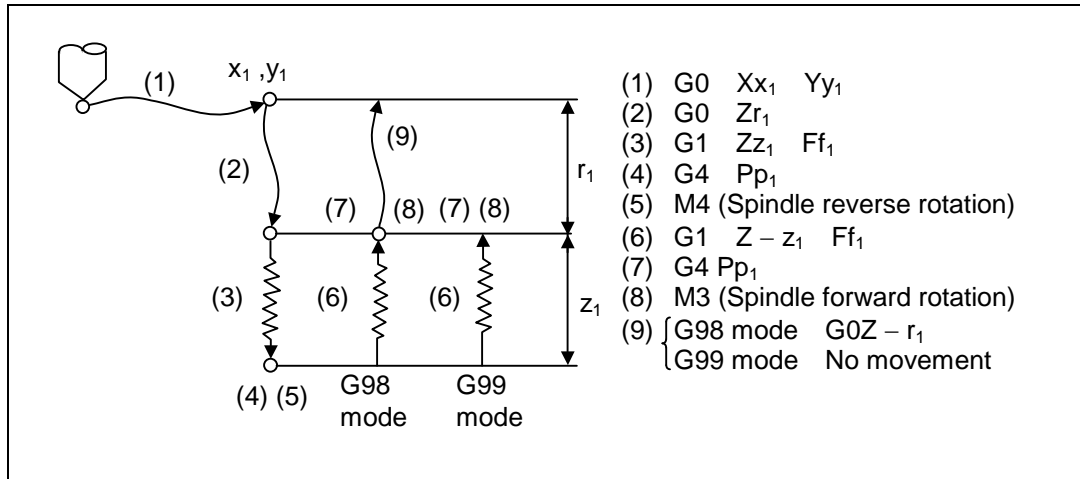 (1)
x₁ ,y₁
(2)
(9)
r₁
(7)
(8)
(7) (8)
(3)
(6)
(6)
z₁
(4) (5)
G98
mode
G99
mode
(1) G0 Xx₁ Yy₁
(2) G0 Zr₁
(3) G1 Zz₁ Ff₁
(4) G4 Pp₁
(5) M4 (Spindle reverse rotation)
(6) G1 Z – z₁ Ff₁
(7) G4 Pp₁
(8) M3 (Spindle forward rotation)
(9) G98 mode G0Z – r₁
G99 mode No movement